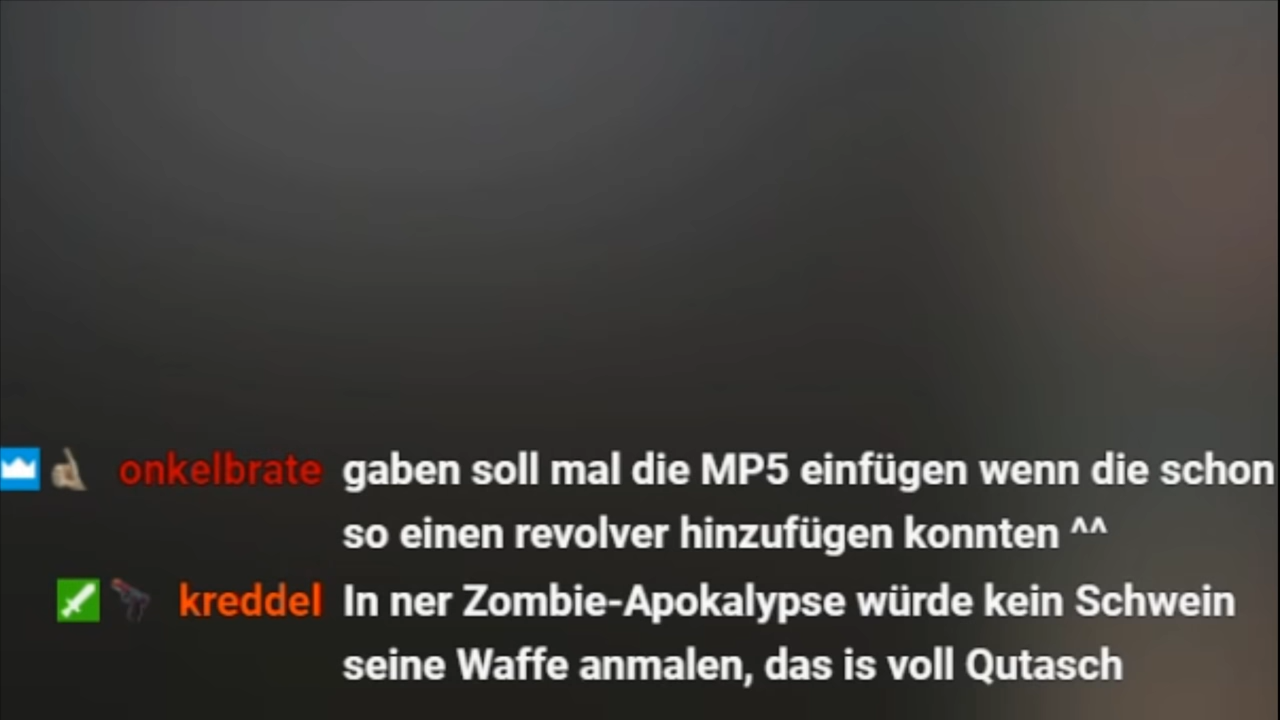 onkelbrate gaben soll mal die MP5 einfügen wenn die schon
so einen revolver hinzufügen konnten ^^
kreddel In ner Zombie-Apokalypse würde kein Schwein
seine Waffe anmalen, das is voll Qutasch